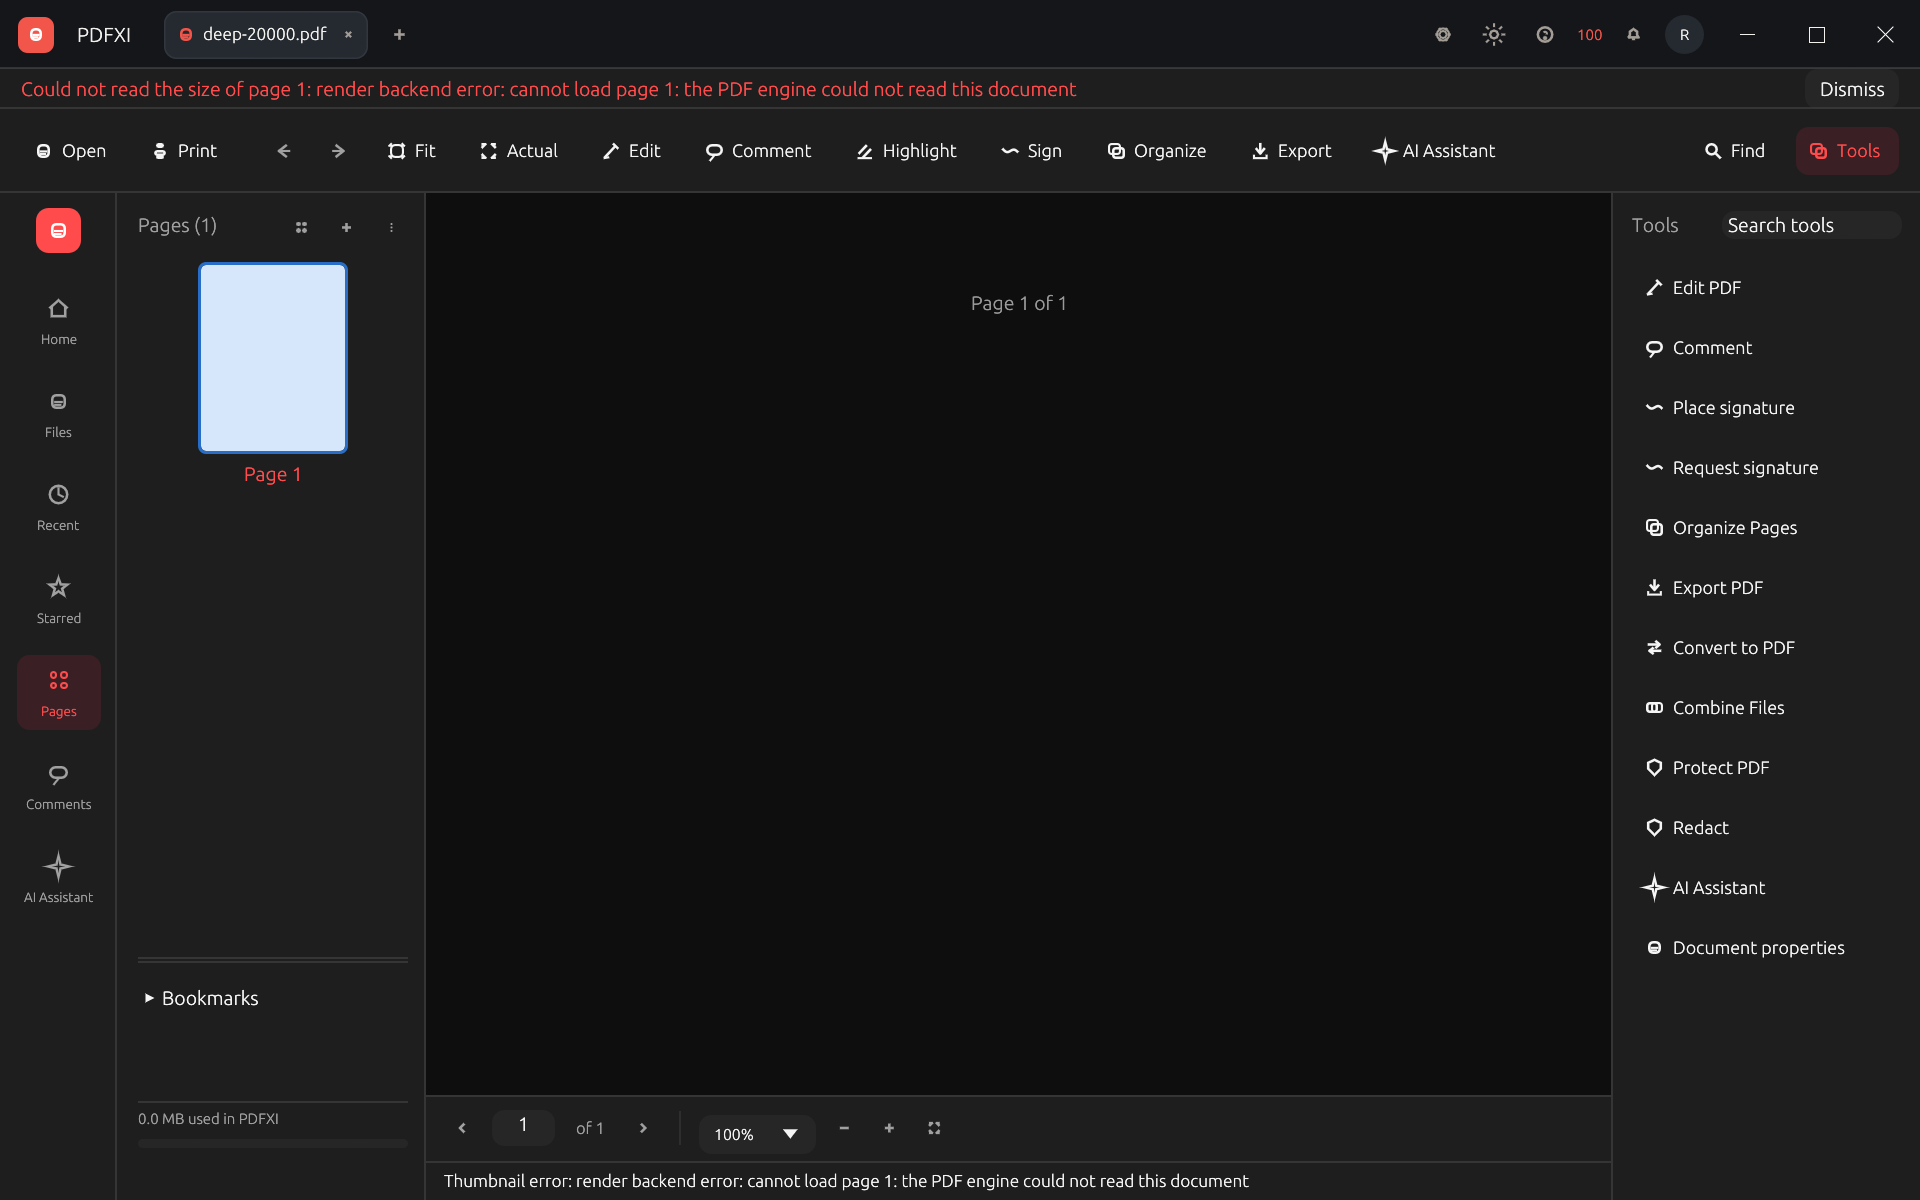 PDFXI
deep-20000.pdf
100
R
Could not read the size of page 1: render backend error: cannot load page 1: the PDF engine could not read this document
Dismiss
Open
Print
Fit
Actual
Edit
Comment
Highlight
Sign
Organize
Export
AI Assistant
Find
Tools
Home
Files
Recent
Starred
Pages
Comments
AI Assistant
Pages (1)
Page 1
Bookmarks
0.0 MB used in PDFXI
Page 1 of 1
1
of 1
100%
Thumbnail error: render backend error: cannot load page 1: the PDF engine could not read this document
Tools
Search tools
Edit PDF
Comment
Place signature
Request signature
Organize Pages
Export PDF
Convert to PDF
Combine Files
Protect PDF
Redact
AI Assistant
Document properties